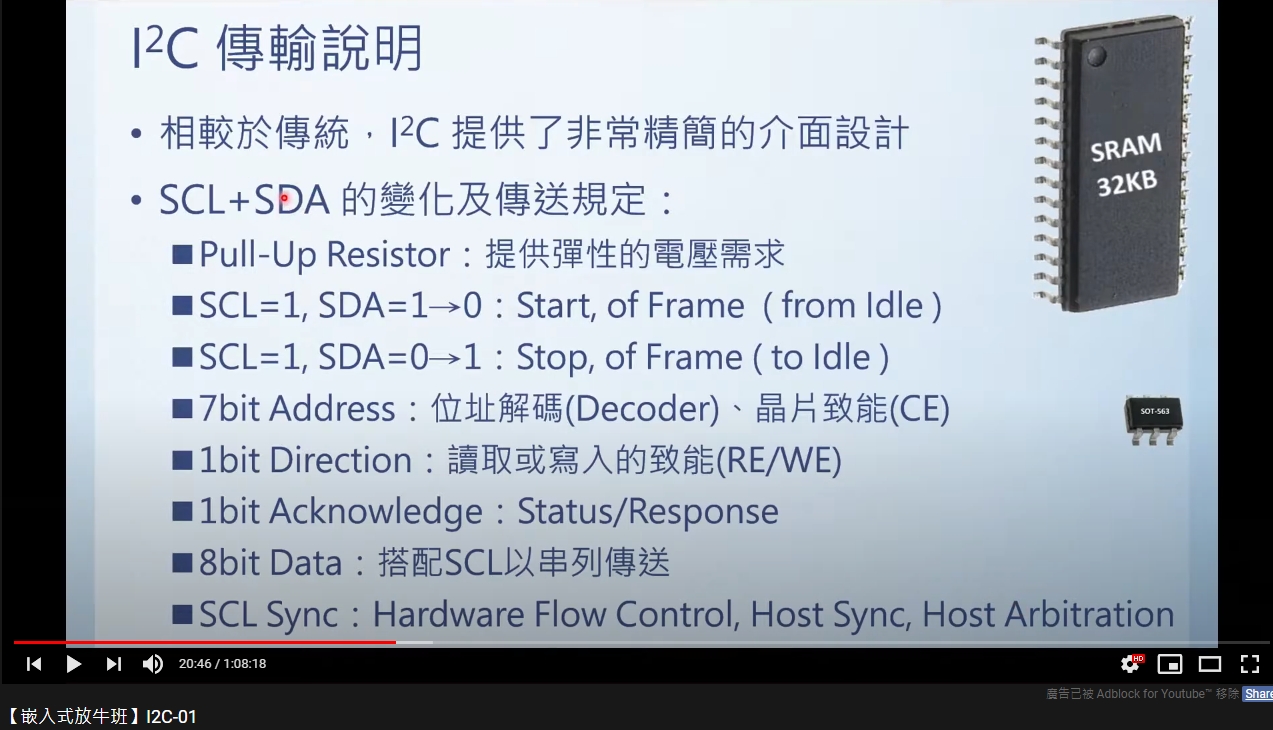 I²C 傳輸說明
• 相較於傳統，I²C 提供了非常精簡的介面設計
• SCL+SDA 的變化及傳送規定：
■Pull-Up Resistor：提供彈性的電壓需求
■SCL=1, SDA=1→0：Start, of Frame（from Idle）
■SCL=1, SDA=0→1：Stop, of Frame ( to Idle )
■7bit Address：位址解碼(Decoder)、晶片致能(CE)
■1bit Direction：讀取或寫入的致能(RE/WE)
■1bit Acknowledge：Status/Response
■8bit Data：搭配SCL以串列傳送
■SCL Sync：Hardware Flow Control, Host Sync, Host Arbitration
SRAM
32KB
SOT-563
20:46 / 1:08:18
HD
廣告已被 Adblock for Youtube™ 移除 Share
【嵌入式放牛班】I2C-01